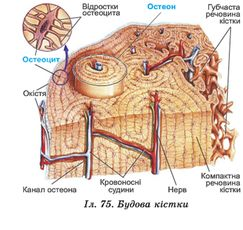 Відростки
остеоцита
Остеон
Губчаста
речовина
кістки
Остеоцит
Окістя
Компактна
речовина
кістки
Канал остеона
Кровоносні
судини
Нерв
Іл. 75. Будова кістки